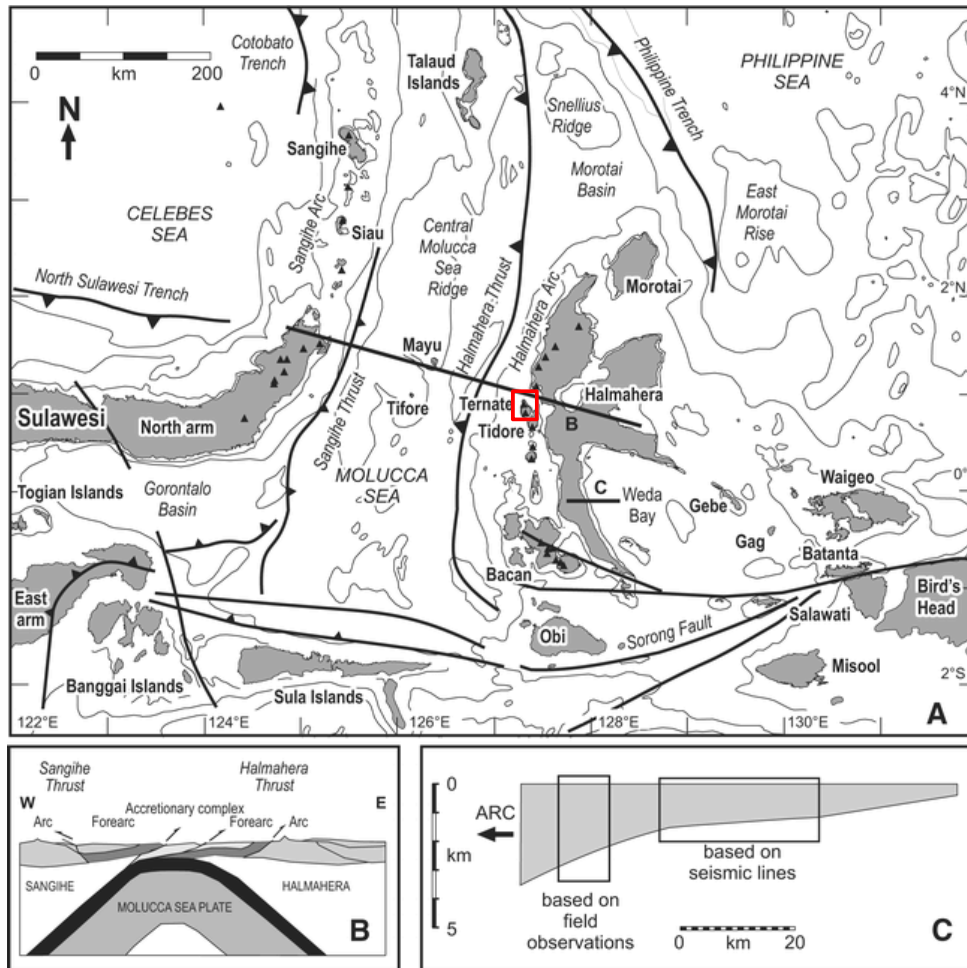 Cotobato
Trench
0
200
km
N
Talaud
Islands
Philippine Trench
PHILIPPINE
SEA
4°N
Snellius
Ridge
Sangihe
Morotai
Basin
East
Morotai
Rise
CELEBES
SEA
Sangihe Arc
Siau
Central
Molucca
Sea
Ridge
Halmahera Thrust
Halmahera Arc
Morotai
2°N
North Sulawesi Trench
Mayu
Sangihe Thrust
Tifore
Ternate
Halmahera
Tidore
B
Sulawesi
North arm
MOLUCCA
SEA
C
Weda
Bay
Togian Islands
Gorontalo
Basin
Gebe
Waigeo
0°
Gag
Batanta
Bacan
East
arm
Bird's
Head
Salawati
Obi
Sorong Fault
Misool
Banggai Islands
Sula Islands
2°S
122°E
124°E
126°E
128°E
130°E
A
Sangihe
Thrust
Halmahera
Thrust
W
E
Accretionary complex
Arc
Forearc
Forearc
Arc
SANGIHE
HALMAHERA
MOLUCCA SEA PLATE
B
0
ARC
km
5
based on
field
observations
based on
seismic lines
0
km
20
C